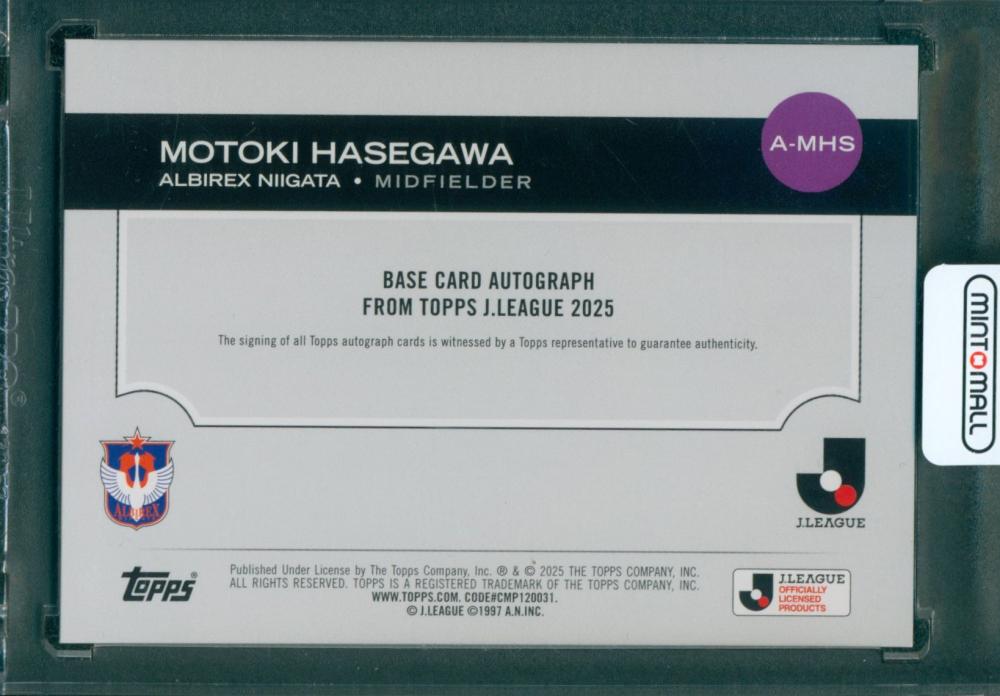 MOTOKI HASEGAWA
ALBIREX NIIGATA • MIDFIELDER
A-MHS
BASE CARD AUTOGRAPH
FROM TOPPS J.LEAGUE 2025
The signing of all Topps autograph cards is witnessed by a Topps representative to guarantee authenticity.
MINTOMALL
ALBIREX
J.LEAGUE
topps®
Published Under License by The Topps Company, Inc. ® & © 2025 THE TOPPS COMPANY, INC.
ALL RIGHTS RESERVED. TOPPS IS A REGISTERED TRADEMARK OF THE TOPPS COMPANY, INC.
WWW.TOPPS.COM. CODE#CMP120031.
© J.LEAGUE ©1997 A.N.INC.
J.LEAGUE
OFFICIALLY
LICENSED
PRODUCTS